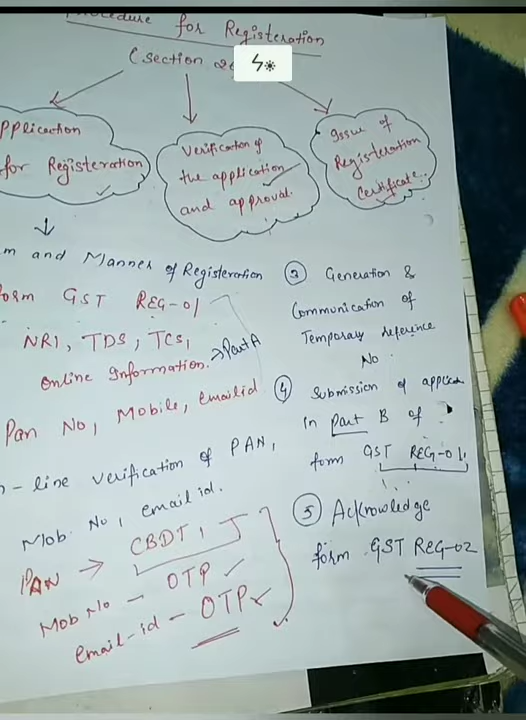 for Registeration
(section
for Registeration
Verification of
the application
and approval.
Issue of
Registeration
Certificate.
and Manner of Registeration
form GST REG-01
NRI, TDS, TCS,
Online Information. → Part A
Pan No, Mobile, emailid
line verification of PAN,
Mob. No, email id.
PAN → CBDT,
Mob No - OTP ✓
email-id - OTP ✓
③ Generation &
Communication of
Temporary reference
No.
④ Submission of
in Part B of
form GST REG-01,
⑤ Acknowledge
form GST REG-02